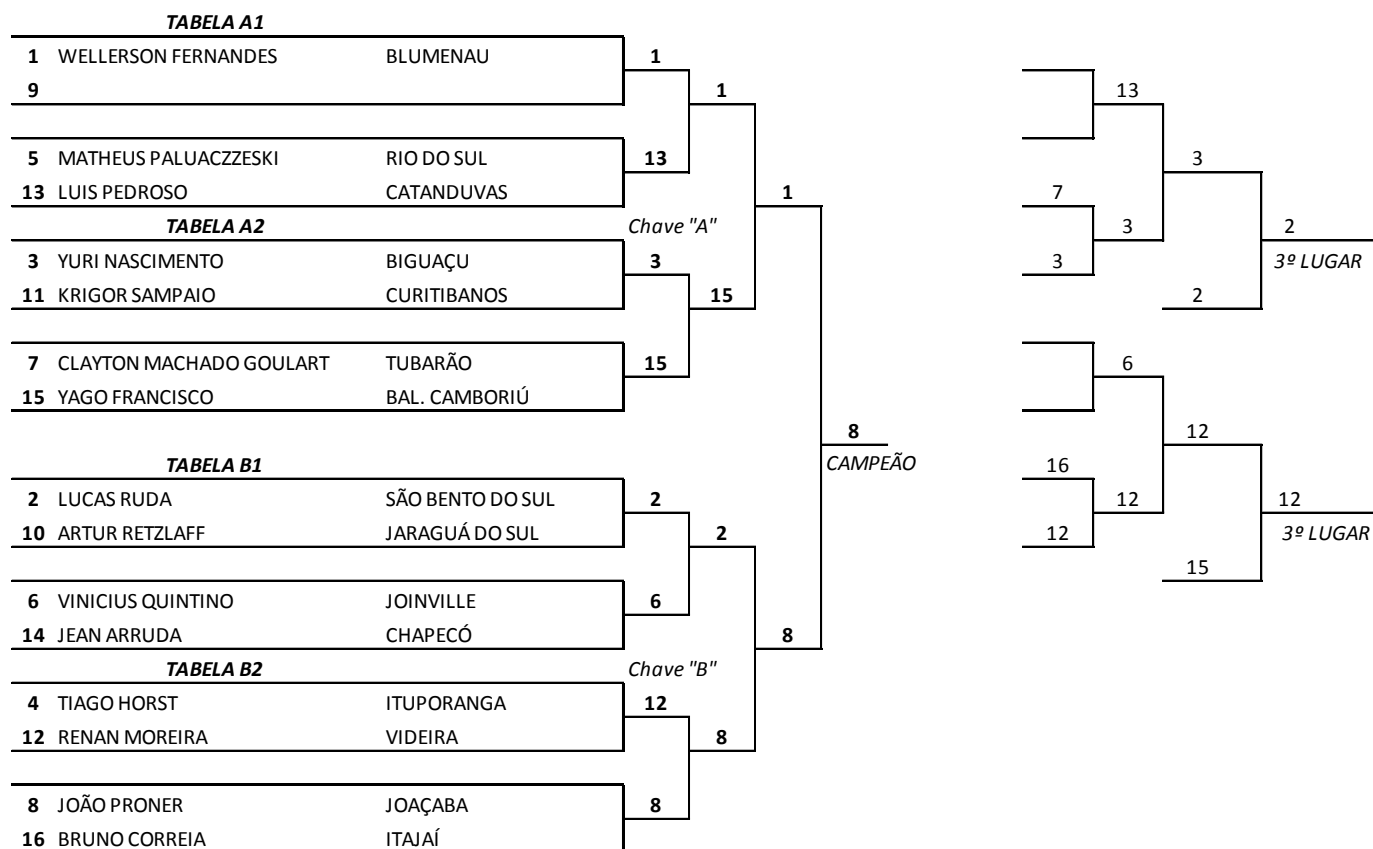 TABELA A1
1 WELLERSON FERNANDES BLUMENAU 1
9 1 13
5 MATHEUS PALUACZZESKI RIO DO SUL 13 3
13 LUIS PEDROSO CATANDUVAS 1 7
TABELA A2 Chave "A" 3 2
3 YURI NASCIMENTO BIGUAÇU 3 3 3º LUGAR
11 KRIGOR SAMPAIO CURITIBANOS 15 2
7 CLAYTON MACHADO GOULART TUBARÃO 15 6
15 YAGO FRANCISCO BAL. CAMBORIÚ
8 12
TABELA B1 CAMPEÃO 16
2 LUCAS RUDA SÃO BENTO DO SUL 2 12 12
10 ARTUR RETZLAFF JARAGUÁ DO SUL 2 12 3º LUGAR
15
6 VINICIUS QUINTINO JOINVILLE 6
14 JEAN ARRUDA CHAPECÓ 8
TABELA B2 Chave "B"
4 TIAGO HORST ITUPORANGA 12
12 RENAN MOREIRA VIDEIRA 8
8 JOÃO PRONER JOAÇABA 8
16 BRUNO CORREIA ITAJAÍ